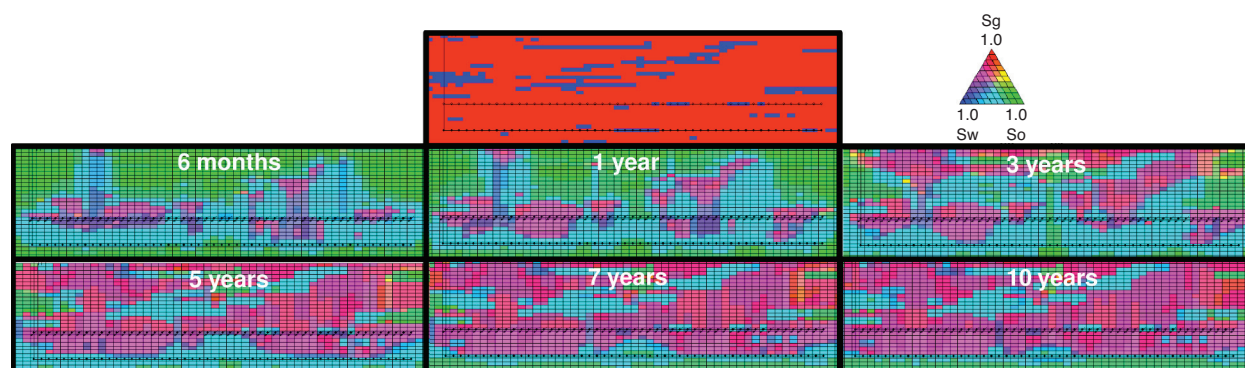 Sg
1.0
1.0 1.0
Sw So
6 months 1 year 3 years
5 years 7 years 10 years